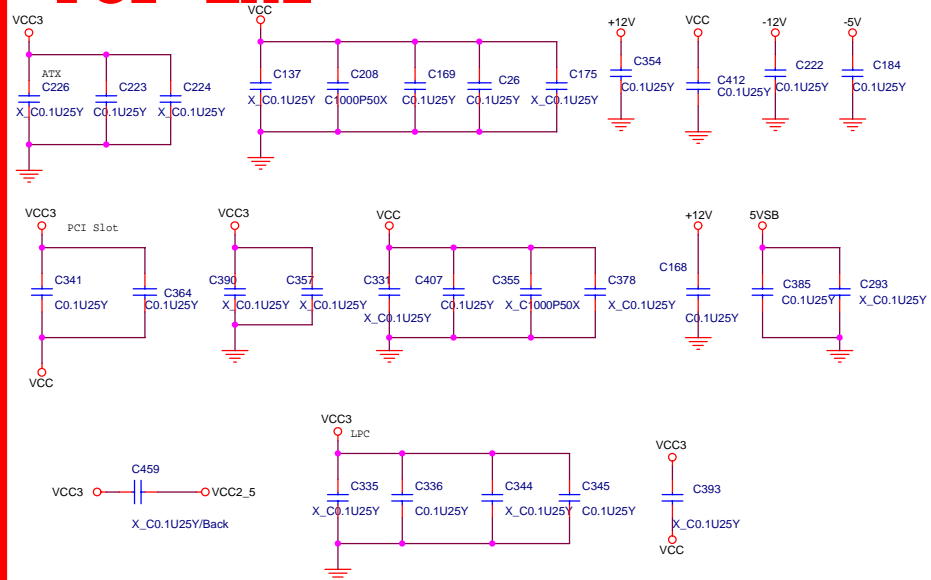 VCC3
ATX
C226
X_C0.1U25Y
C223
C0.1U25Y
C224
X_C0.1U25Y
VCC
C137
X_C0.1U25Y
C208
C1000P50X
C169
C0.1U25Y
C26
C0.1U25Y
C175
X_C0.1U25Y
+12V
C354
C0.1U25Y
VCC
C412
C0.1U25Y
-12V
C222
C0.1U25Y
-5V
C184
C0.1U25Y
VCC3
PCI Slot
C341
C0.1U25Y
C364
C0.1U25Y
VCC
VCC3
C390
X_C0.1U25Y
C357
X_C0.1U25Y
VCC
C331
X_C0.1U25Y
C407
C0.1U25Y
C355
X_C1000P50X
C378
X_C0.1U25Y
+12V
C168
C0.1U25Y
5VSB
C385
C0.1U25Y
C293
X_C0.1U25Y
C459
VCC3
VCC2_5
X_C0.1U25Y/Back
VCC3
LPC
C335
X_C0.1U25Y
C336
C0.1U25Y
C344
X_C0.1U25Y
C345
C0.1U25Y
VCC3
C393
X_C0.1U25Y
VCC